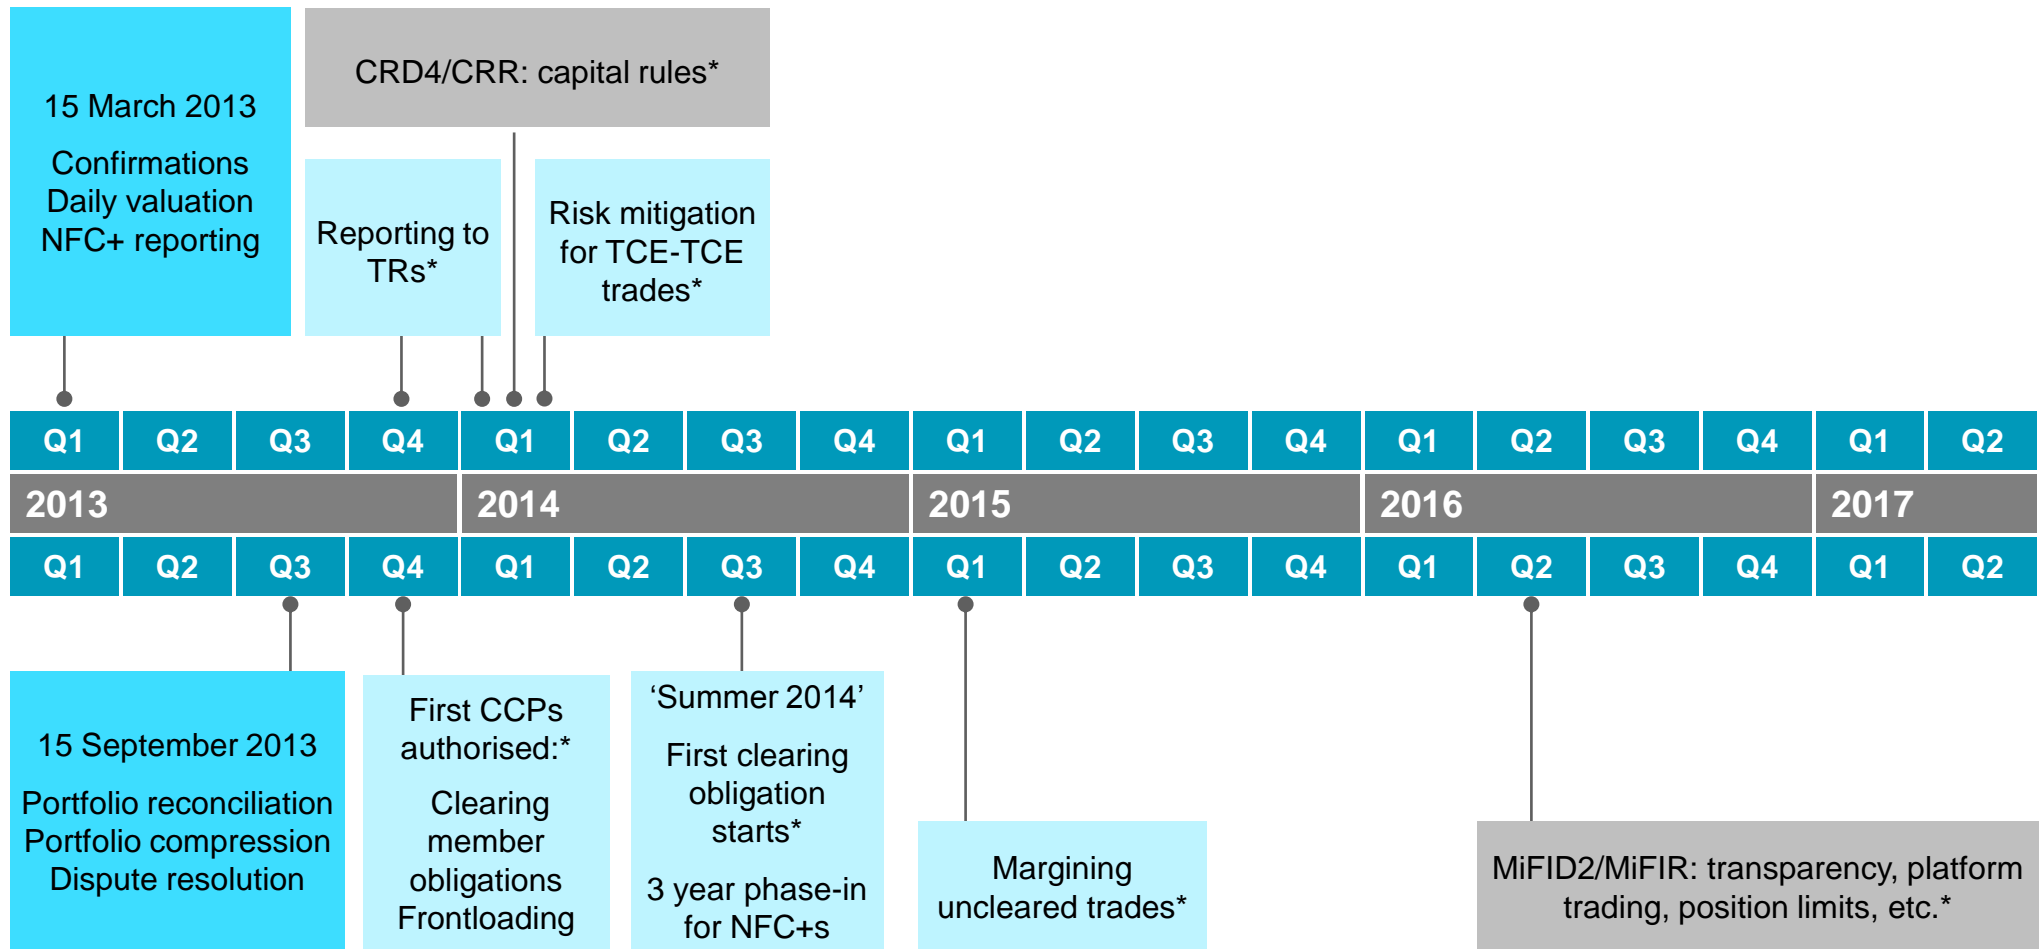 15 March 2013
Confirmations
Daily valuation
NFC+ reporting
CRD4/CRR: capital rules*
Reporting to
TRs*
Risk mitigation
for TCE-TCE
trades*
Q1 Q2 Q3 Q4 Q1 Q2 Q3 Q4 Q1 Q2 Q3 Q4 Q1 Q2 Q3 Q4 Q1 Q2
2013 2014 2015 2016 2017
Q1 Q2 Q3 Q4 Q1 Q2 Q3 Q4 Q1 Q2 Q3 Q4 Q1 Q2 Q3 Q4 Q1 Q2
15 September 2013
Portfolio reconciliation
Portfolio compression
Dispute resolution
First CCPs
authorised:*
Clearing
member
obligations
Frontloading
‘Summer 2014’
First clearing
obligation
starts*
3 year phase-in
for NFC+s
Margining
uncleared trades*
MiFID2/MiFIR: transparency, platform
trading, position limits, etc.*